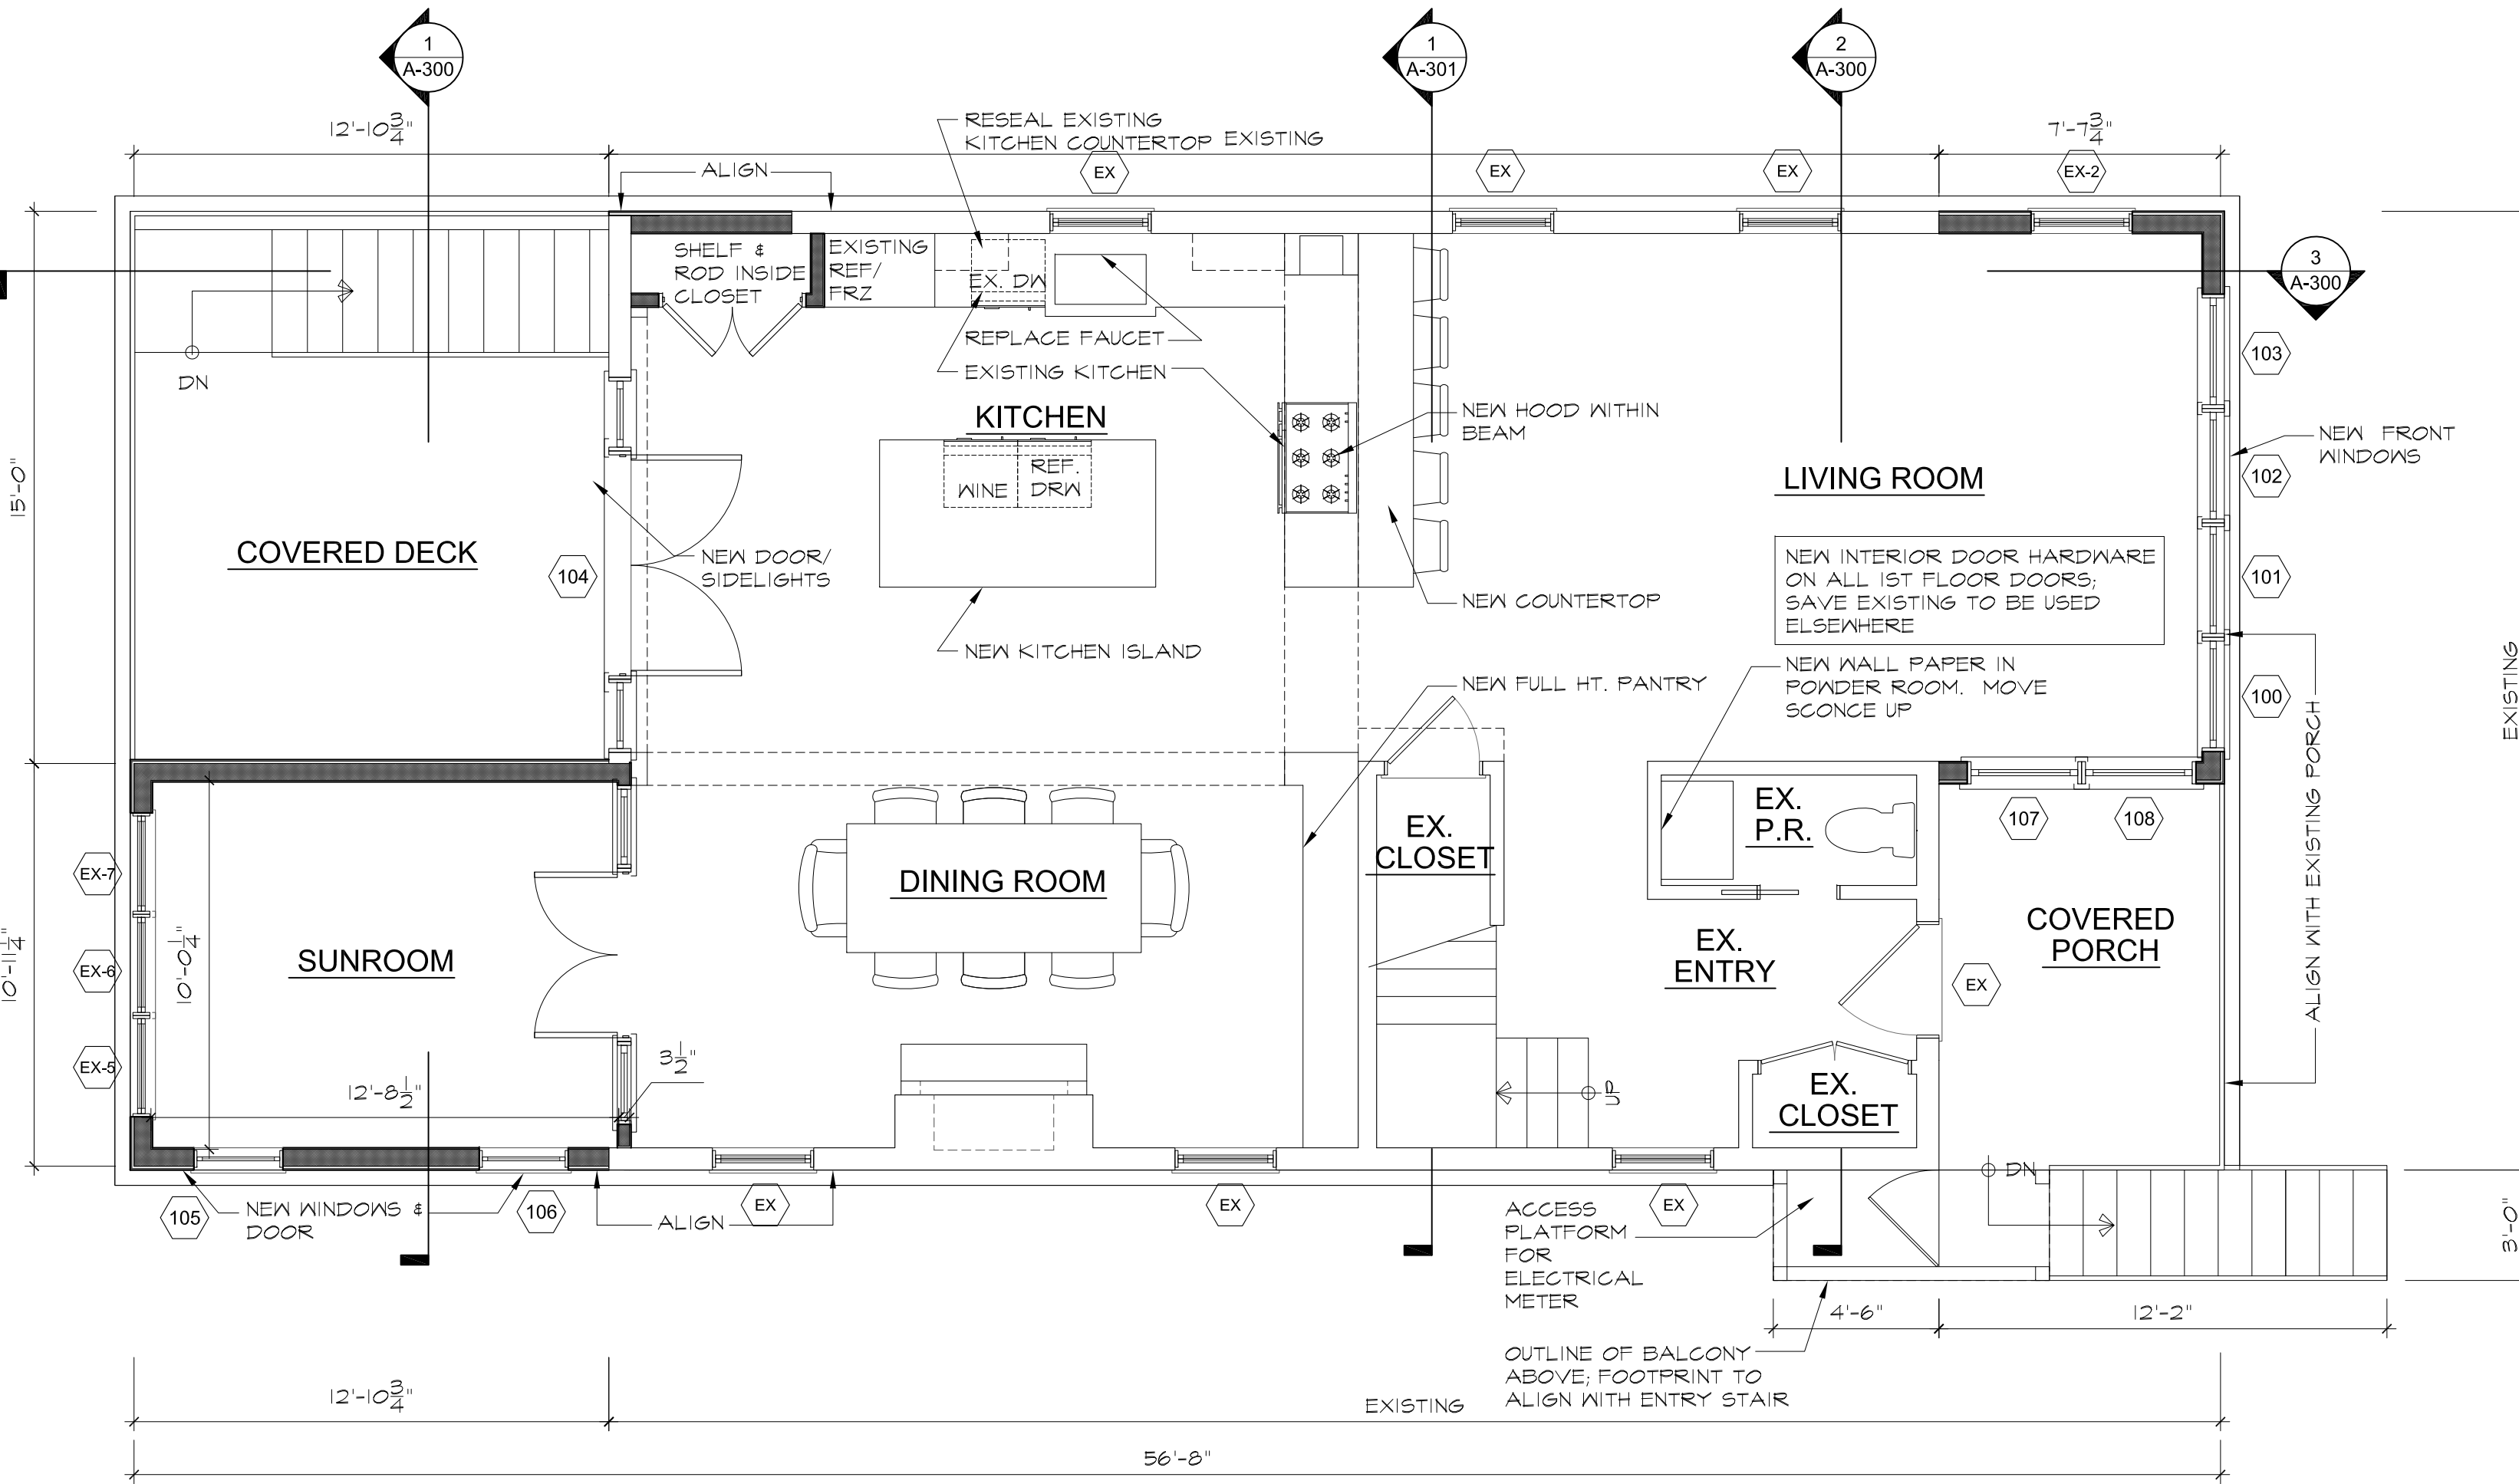 1
A-300
1
A-301
2
A-300
12'-10 3/4"
RESEAL EXISTING
KITCHEN COUNTERTOP EXISTING
7'-7 3/4"
ALIGN
EX
EX
EX
EX-2
SHELF &
ROD INSIDE
CLOSET
EXISTING
REF/
FRZ
EX. DW
3
A-300
REPLACE FAUCET
EXISTING KITCHEN
DN
103
KITCHEN
NEW HOOD WITHIN
BEAM
NEW FRONT
WINDOWS
15'-0"
WINE
REF.
DRW
LIVING ROOM
102
COVERED DECK
104
NEW DOOR/
SIDELIGHTS
NEW INTERIOR DOOR HARDWARE
ON ALL 1ST FLOOR DOORS;
SAVE EXISTING TO BE USED
ELSEWHERE
101
NEW COUNTERTOP
NEW KITCHEN ISLAND
NEW FULL HT. PANTRY
NEW WALL PAPER IN
POWDER ROOM. MOVE
SCONCE UP
100
EXISTING
ALIGN WITH EXISTING PORCH
EX.
P.R.
107
108
EX.
CLOSET
EX-7
DINING ROOM
COVERED
PORCH
10'-11 1/4"
EX-6
10'-0 1/4"
SUNROOM
EX.
ENTRY
EX
EX-5
12'-8 1/2"
3 1/2"
UP
EX.
CLOSET
DN
105
NEW WINDOWS &
DOOR
106
ALIGN
EX
EX
EX
ACCESS
PLATFORM
FOR
ELECTRICAL
METER
3'-0"
4'-6"
12'-2"
OUTLINE OF BALCONY
ABOVE; FOOTPRINT TO
ALIGN WITH ENTRY STAIR
12'-10 3/4"
EXISTING
56'-8"